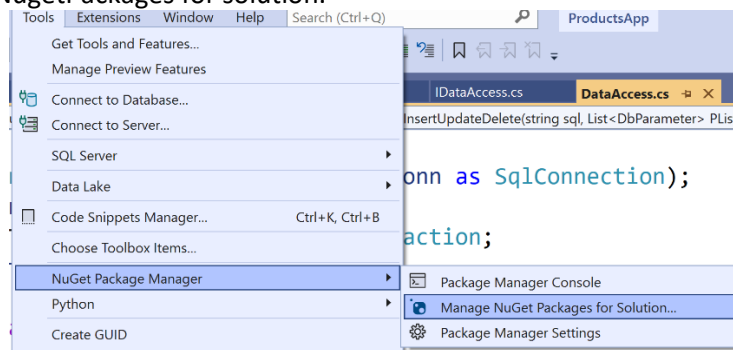 NugetPackages for solution.
Tools Extensions Window Help Search (Ctrl+Q) ProductsApp
Get Tools and Features...
Manage Preview Features
Connect to Database...
IDataAccess.cs DataAccess.cs
Connect to Server...
InsertUpdateDelete(string sql, List<DbParameter> PLis
SQL Server
onn as SqlConnection);
Data Lake
Code Snippets Manager... Ctrl+K, Ctrl+B
action;
Choose Toolbox Items...
NuGet Package Manager
Package Manager Console
Python
Manage NuGet Packages for Solution...
Create GUID
Package Manager Settings